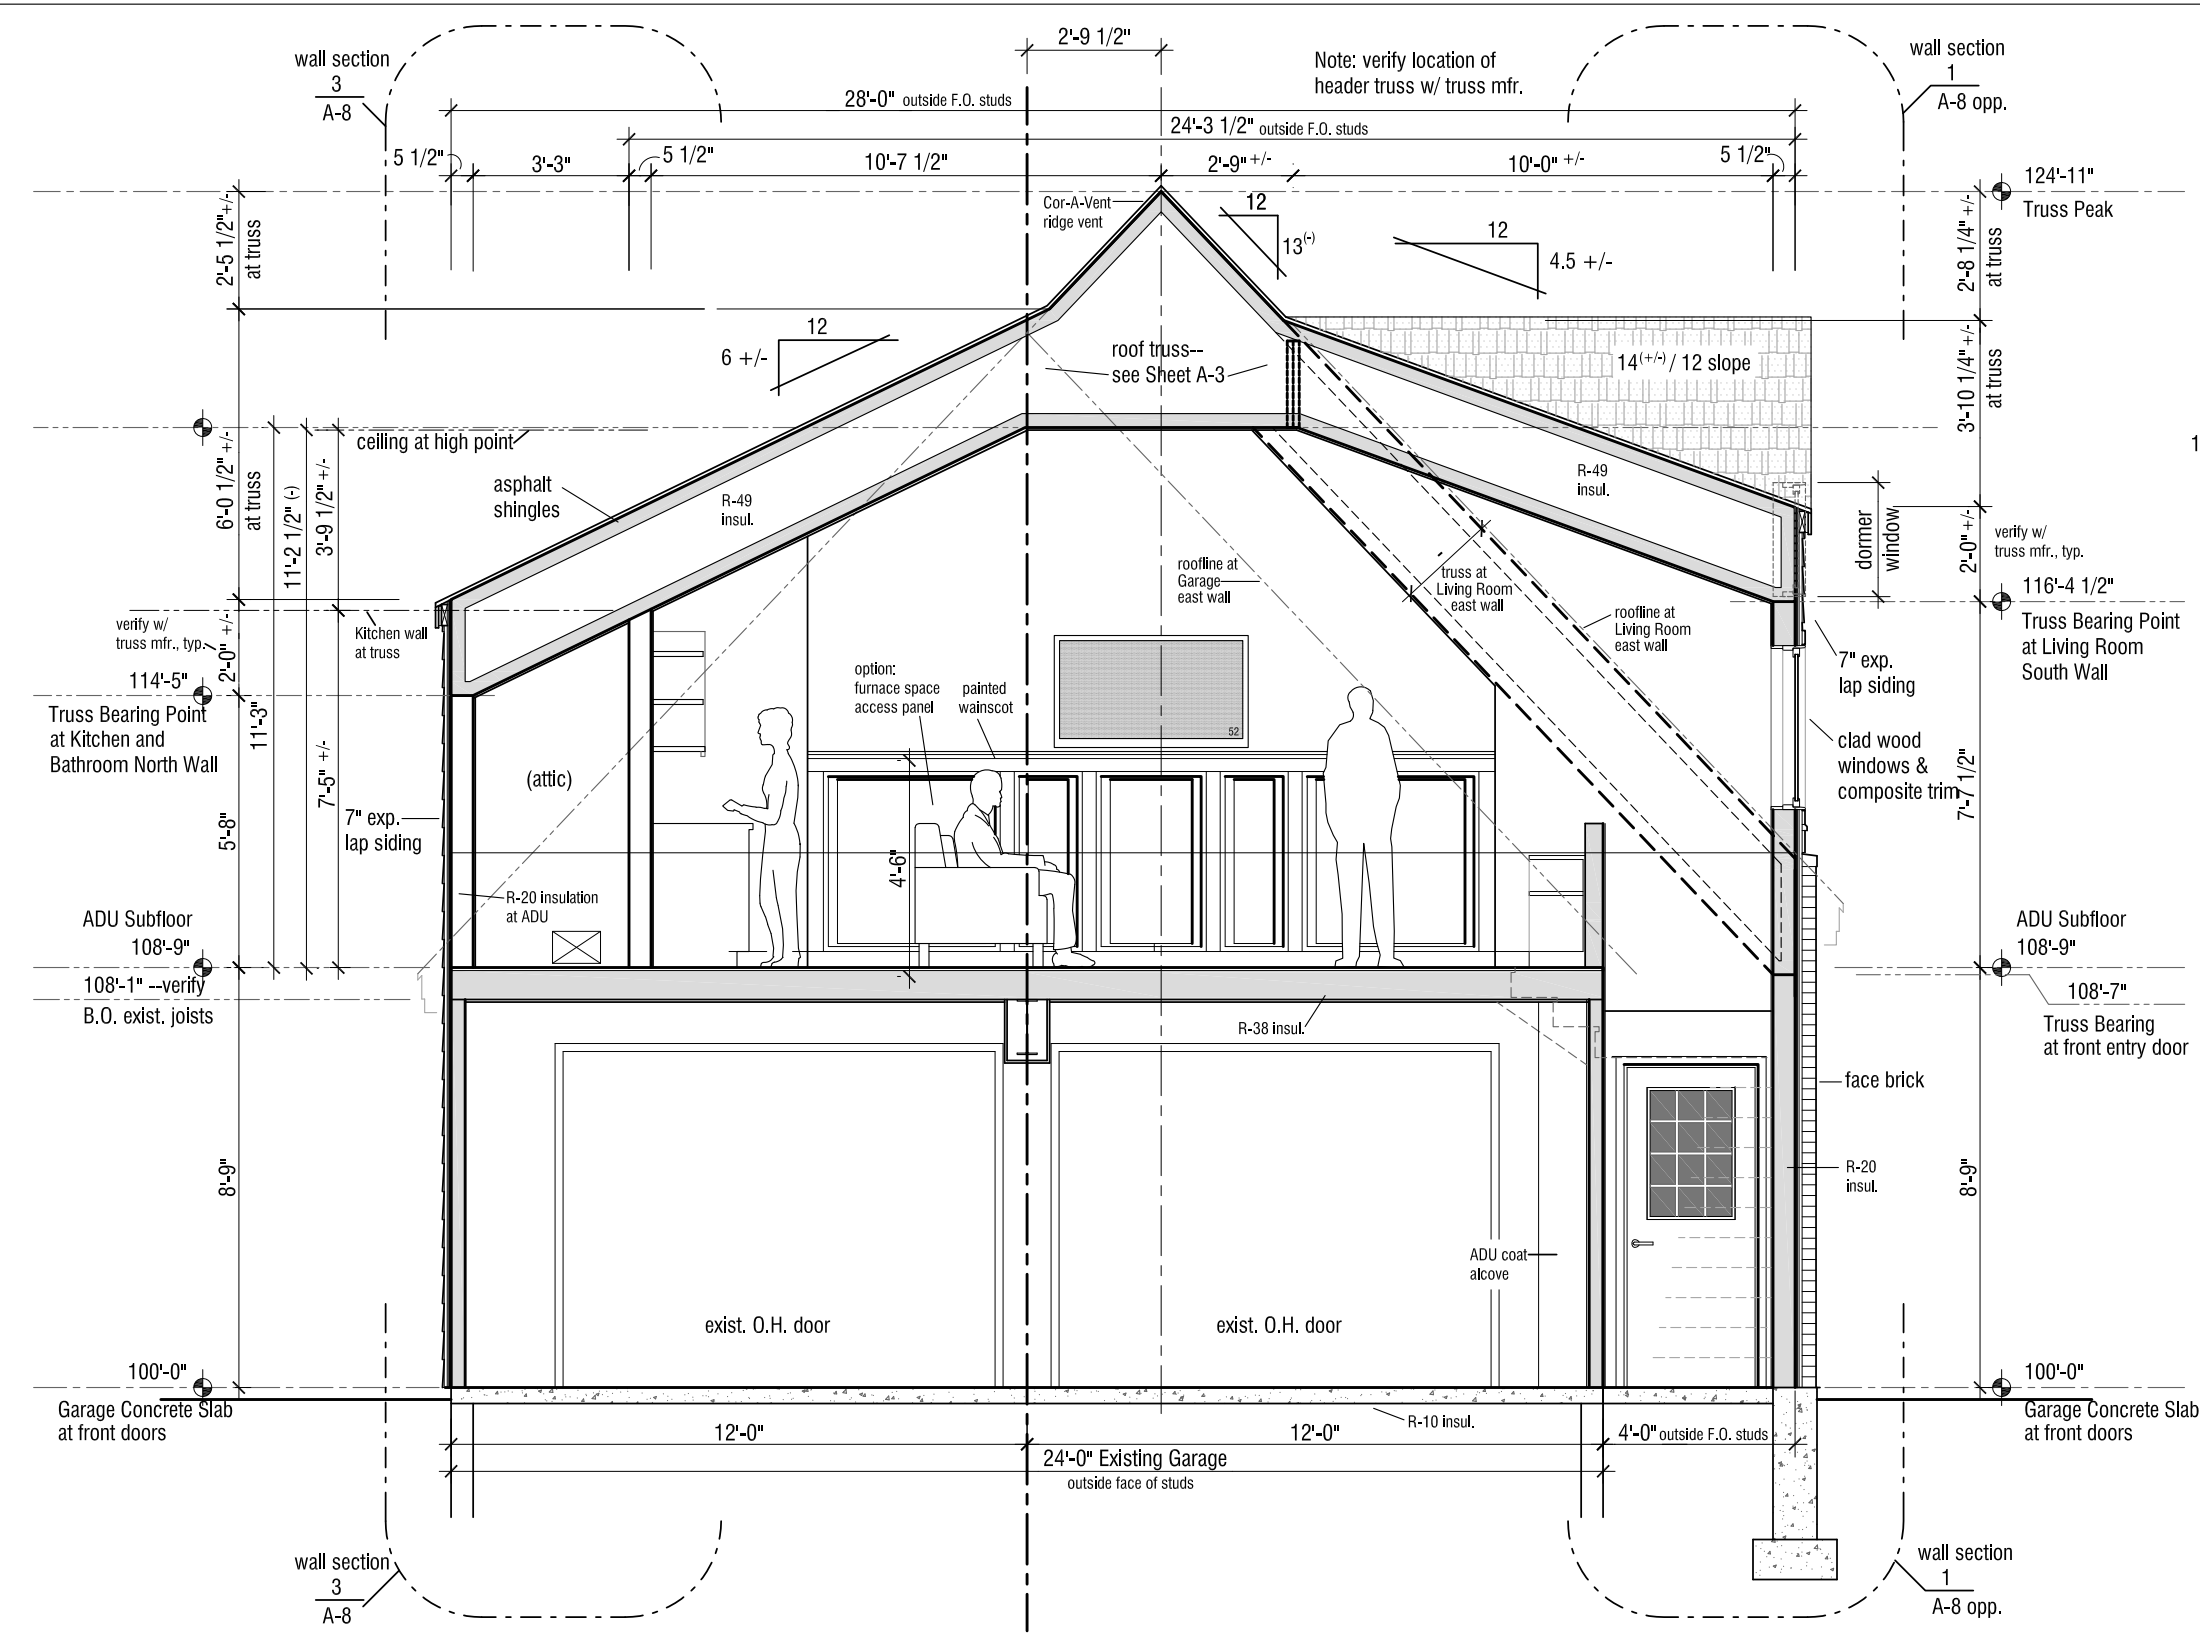 wall section
3
A-8
2'-9 1/2"
Note: verify location of
header truss w/ truss mfr.
wall section
1
A-8 opp.
28'-0" outside F.O. studs
24'-3 1/2" outside F.O. studs
5 1/2"
3'-3"
5 1/2"
10'-7 1/2"
2'-9" +/-
10'-0" +/-
5 1/2"
124'-11"
Truss Peak
2'-5 1/2" +/-
at truss
Cor-A-Vent
ridge vent
12
13(-)
12
4.5 +/-
2'-8 1/4" +/-
at truss
12
6 +/-
roof truss--
see Sheet A-3
14(+/-) / 12 slope
3'-10 1/4" +/-
at truss
ceiling at high point
1
6'-0 1/2" +/-
at truss
11'-2 1/2" (-)
3'-9 1/2" +/-
asphalt
shingles
R-49
insul.
R-49
insul.
dormer
window
2'-0" +/-
verify w/
truss mfr., typ.
roofline at
Garage
east wall
truss at
Living Room
east wall
roofline at
Living Room
east wall
116'-4 1/2"
Truss Bearing Point
at Living Room
South Wall
verify w/
truss mfr., typ.
2'-0" +/-
Kitchen wall
at truss
114'-5"
Truss Bearing Point
at Kitchen and
Bathroom North Wall
11'-3"
7'-5" +/-
5'-8"
7" exp.
lap siding
(attic)
option:
furnace space
access panel
painted
wainscot
52
4'-6"
7" exp.
lap siding
clad wood
windows &
composite trim
7'-7 1/2"
R-20 insulation
at ADU
ADU Subfloor
108'-9"
108'-1" --verify
B.O. exist. joists
ADU Subfloor
108'-9"
108'-7"
Truss Bearing
at front entry door
R-38 insul.
face brick
8'-9"
8'-9"
R-20
insul.
ADU coat
alcove
exist. O.H. door
exist. O.H. door
100'-0"
Garage Concrete Slab
at front doors
100'-0"
Garage Concrete Slab
at front doors
R-10 insul.
12'-0"
12'-0"
4'-0" outside F.O. studs
24'-0" Existing Garage
outside face of studs
wall section
3
A-8
wall section
1
A-8 opp.